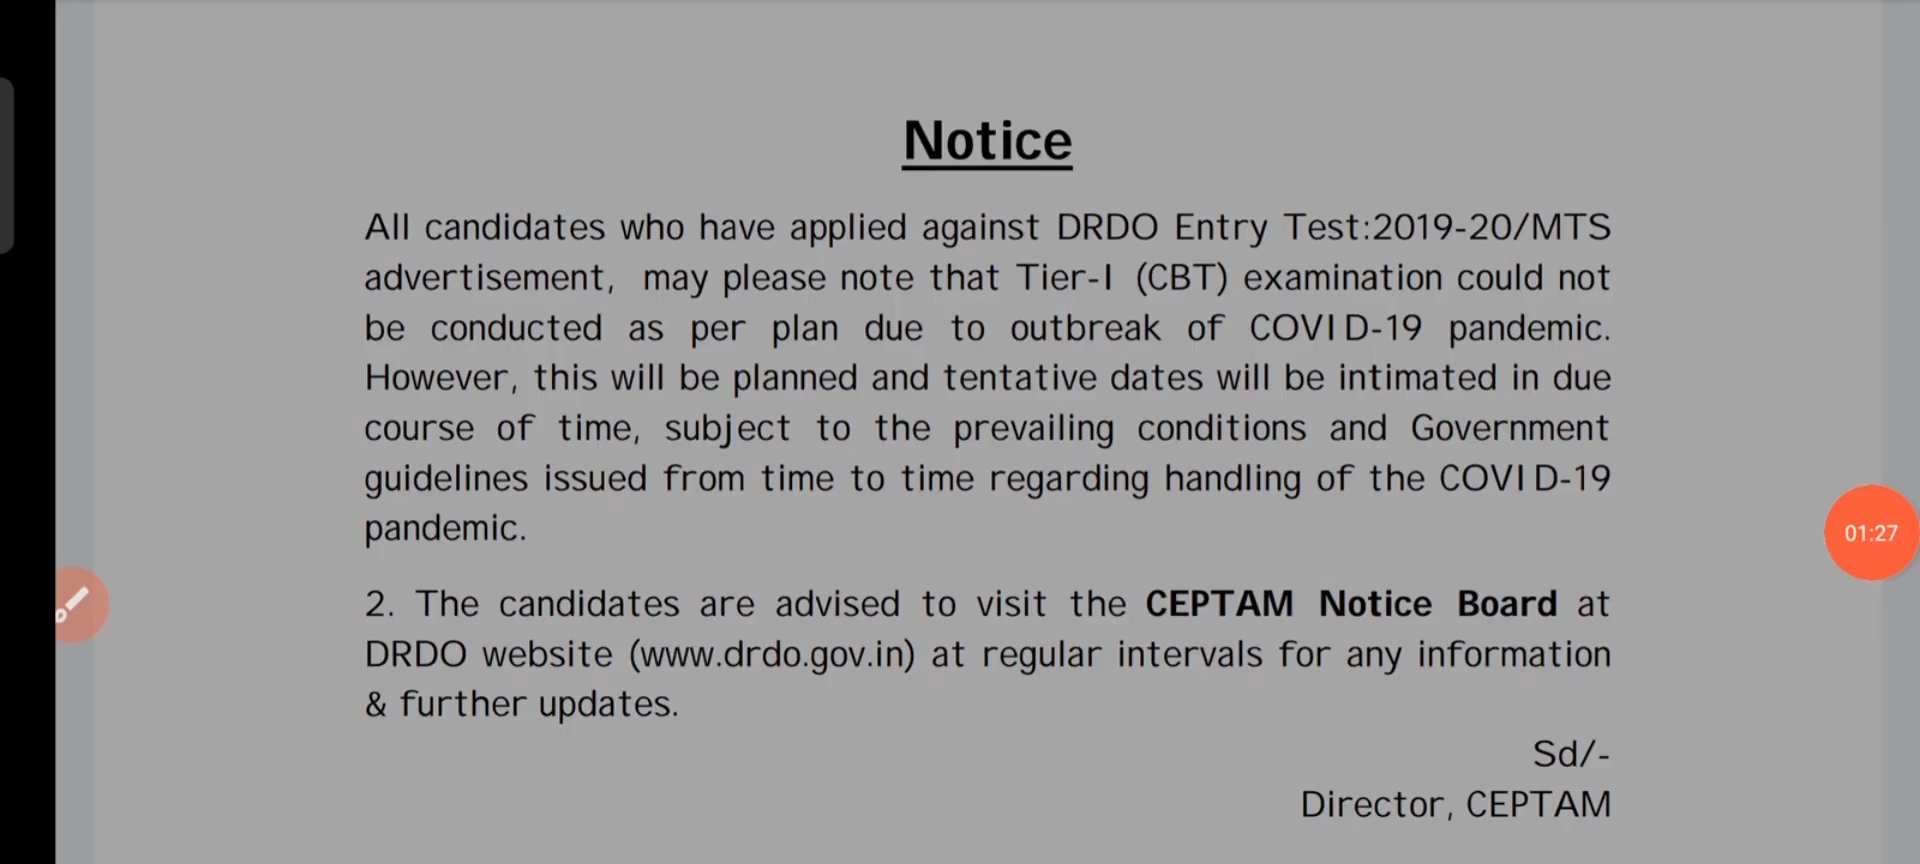 Notice
All candidates who have applied against DRDO Entry Test:2019-20/MTS
advertisement, may please note that Tier-I (CBT) examination could not
be conducted as per plan due to outbreak of COVID-19 pandemic.
However, this will be planned and tentative dates will be intimated in due
course of time, subject to the prevailing conditions and Government
guidelines issued from time to time regarding handling of the COVID-19
pandemic.
2. The candidates are advised to visit the CEPTAM Notice Board at
DRDO website (www.drdo.gov.in) at regular intervals for any information
& further updates.
Sd/-
Director, CEPTAM
01:27